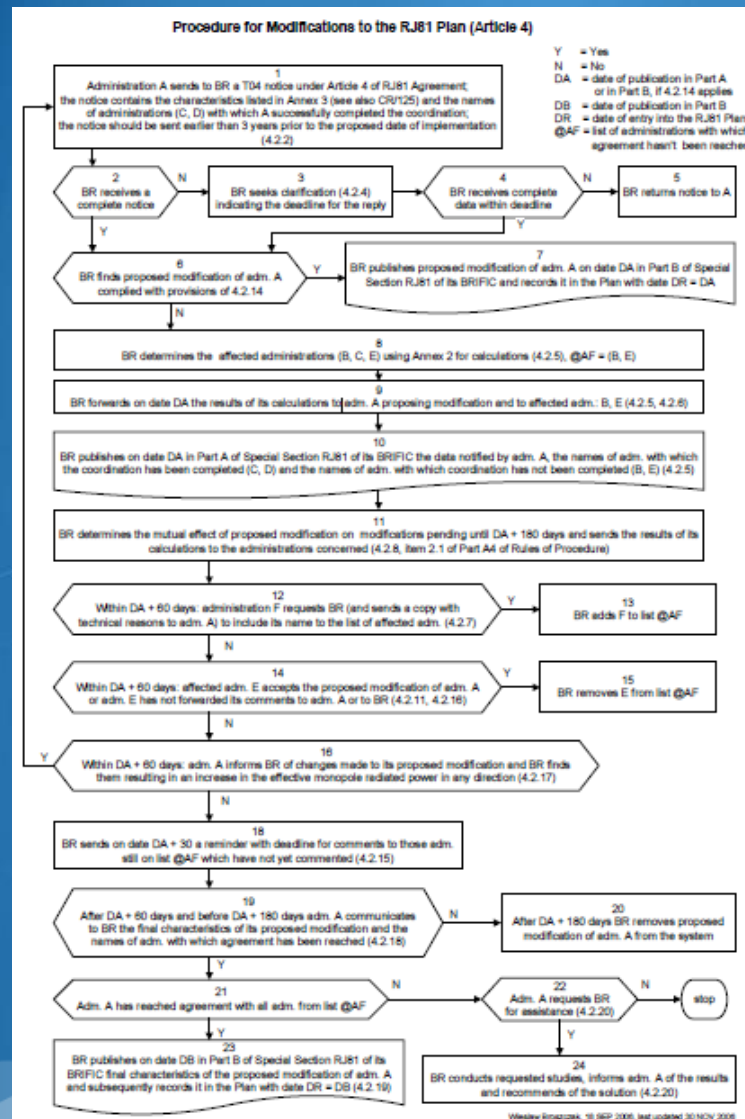 Procedure for Modifications to the RJ81 Plan (Article 4)
Y = Yes
N = No
DA = date of publication in Part A
or in Part B, if 4.2.14 applies
DB = date of publication in Part B
DR = date of entry into the RJ81 Plan
@AF = list of administrations with which
agreement hasn't been reached
1
Administration A sends to BR a T04 notice under Article 4 of RJ81 Agreement;
the notice contains the characteristics listed in Annex 3 (see also CR/125) and the names
of administrations (C, D) with which A successfully completed the coordination;
the notice should be sent earlier than 3 years prior to the proposed date of implementation
(4.2.2)
2
BR receives a
complete notice
N
3
BR seeks clarification (4.2.4)
indicating the deadline for the reply
4
BR receives complete
data within deadline
N
5
BR returns notice to A
Y
Y
6
BR finds proposed modification of adm. A
complied with provisions of 4.2.14
Y
7
BR publishes proposed modification of adm. A on date DA in Part B of Special
Section RJ81 of its BRIFIC and records it in the Plan with date DR = DA
N
8
BR determines the affected administrations (B, C, E) using Annex 2 for calculations (4.2.5), @AF = (B, E)
9
BR forwards on date DA the results of its calculations to adm. A proposing modification and to affected adm.: B, E (4.2.5, 4.2.6)
10
BR publishes on date DA in Part A of Special Section RJ81 of its BRIFIC the data notified by adm. A, the names of adm. with which
the coordination has been completed (C, D) and the names of adm. with which coordination has not been completed (B, E) (4.2.5)
11
BR determines the mutual effect of proposed modification on modifications pending until DA + 180 days and sends the results of its
calculations to the administrations concerned (4.2.8, item 2.1 of Part A4 of Rules of Procedure)
12
Within DA + 60 days: administration F requests BR (and sends a copy with
technical reasons to adm. A) to include its name to the list of affected adm. (4.2.7)
Y
13
BR adds F to list @AF
N
14
Within DA + 60 days: affected adm. E accepts the proposed modification of adm. A
or adm. E has not forwarded its comments to adm. A or to BR (4.2.11, 4.2.16)
Y
15
BR removes E from list @AF
N
Y
16
Within DA + 60 days: adm. A informs BR of changes made to its proposed modification and BR finds
them resulting in an increase in the effective monopole radiated power in any direction (4.2.17)
N
18
BR sends on date DA + 30 a reminder with deadline for comments to those adm.
still on list @AF which have not yet commented (4.2.15)
19
After DA + 60 days and before DA + 180 days adm. A communicates
to BR the final characteristics of its proposed modification and the
names of adm. with which agreement has been reached (4.2.18)
N
20
After DA + 180 days BR removes proposed
modification of adm. A from the system
Y
21
Adm. A has reached agreement with all adm. from list @AF
N
22
Adm. A requests BR
for assistance (4.2.20)
N
stop
Y
Y
23
BR publishes on date DB in Part B of Special Section RJ81 of its
BRIFIC final characteristics of the proposed modification of adm. A
and subsequently records it in the Plan with date DR = DB (4.2.19)
24
BR conducts requested studies, informs adm. A of the results
and recommends of the solution (4.2.20)
18 SEP 2006, last updated 30 NOV 2006